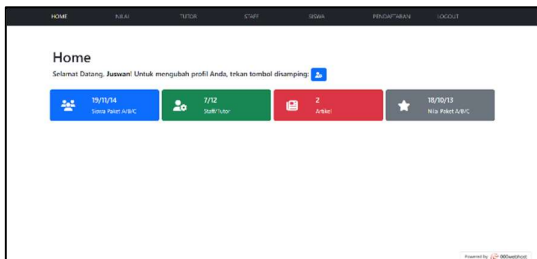 HOME NILAI TUTOR STAFF SISWA PENDAFTARAN LOGOUT
Home
Selamat Datang, Juswan! Untuk mengubah profil Anda, tekan tombol disamping:
19/11/14
Siswa Paket A/B/C
7/12
Staff/Tutor
2
Artikel
18/10/13
Nilai Paket A/B/C
Powered by 000webhost